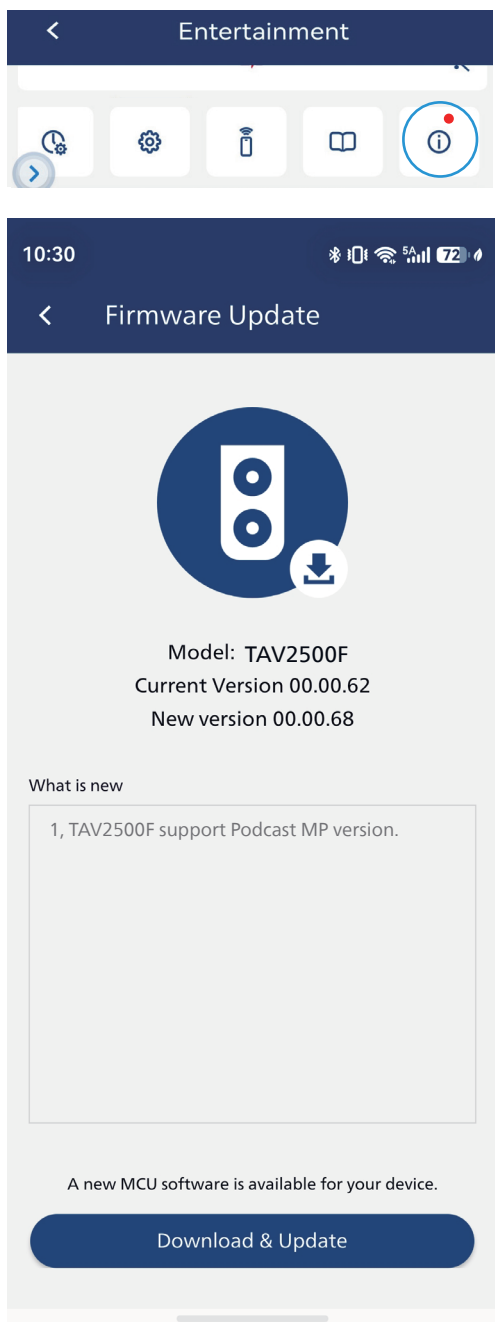 Entertainment
10:30
5A
72
Firmware Update
Model: TAV2500F
Current Version 00.00.62
New version 00.00.68
What is new
1, TAV2500F support Podcast MP version.
A new MCU software is available for your device.
Download & Update